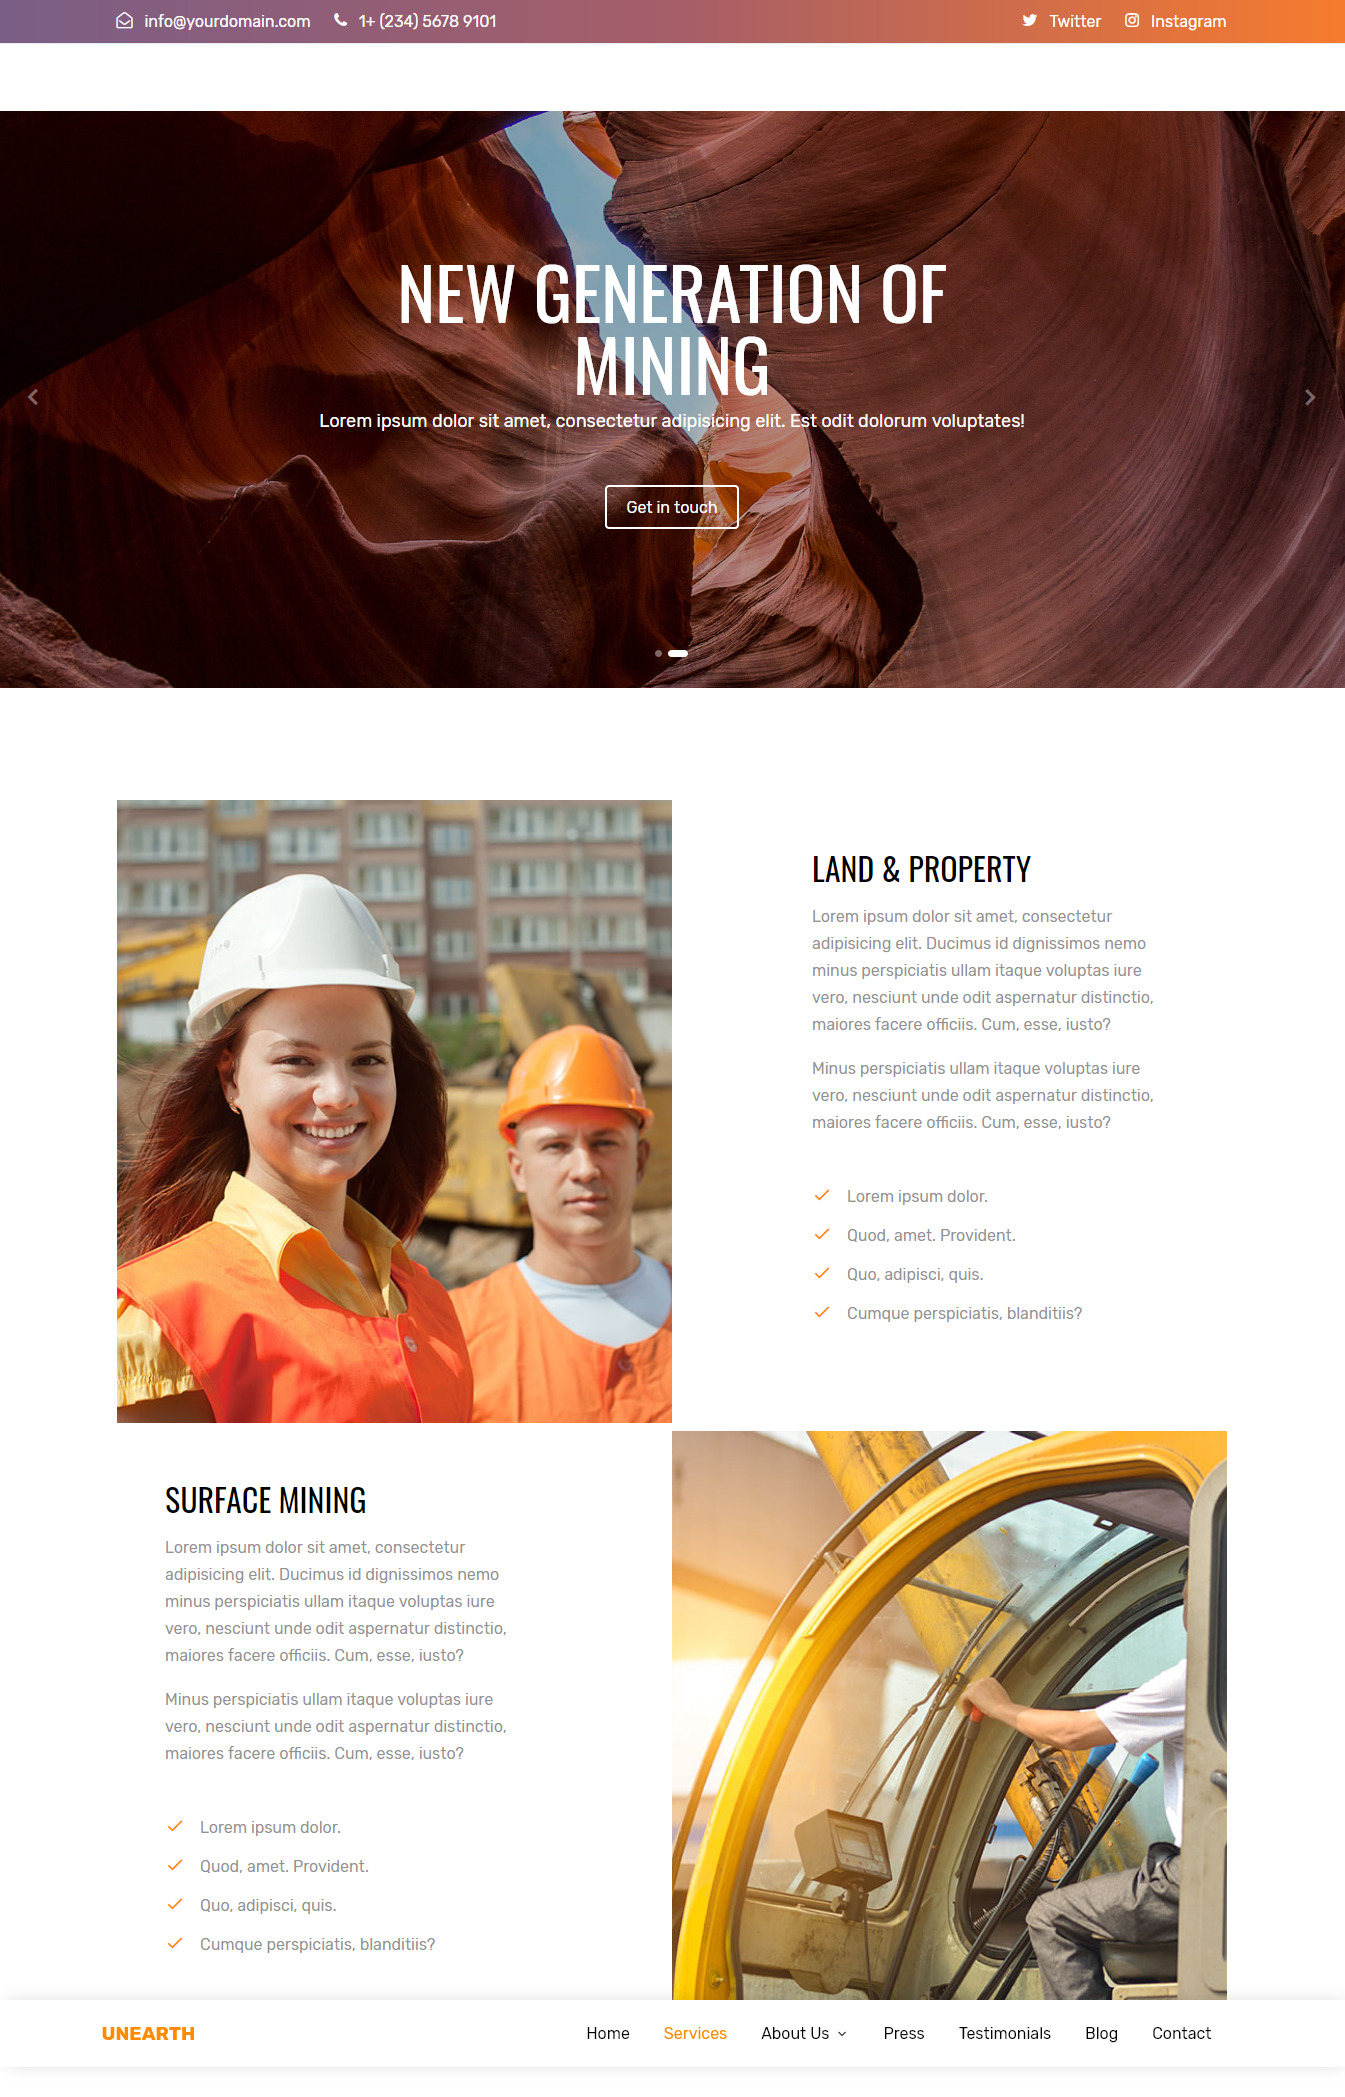 info@yourdomain.com 1+ (234) 5678 9101 Twitter Instagram
NEW GENERATION OF
MINING
Lorem ipsum dolor sit amet, consectetur adipisicing elit. Est odit dolorum voluptates!
Get in touch
LAND & PROPERTY
Lorem ipsum dolor sit amet, consectetur
adipisicing elit. Ducimus id dignissimos nemo
minus perspiciatis ullam itaque voluptas iure
vero, nesciunt unde odit aspernatur distinctio,
maiores facere officiis. Cum, esse, iusto?
Minus perspiciatis ullam itaque voluptas iure
vero, nesciunt unde odit aspernatur distinctio,
maiores facere officiis. Cum, esse, iusto?
Lorem ipsum dolor.
Quod, amet. Provident.
Quo, adipisci, quis.
Cumque perspiciatis, blanditiis?
SURFACE MINING
Lorem ipsum dolor sit amet, consectetur
adipisicing elit. Ducimus id dignissimos nemo
minus perspiciatis ullam itaque voluptas iure
vero, nesciunt unde odit aspernatur distinctio,
maiores facere officiis. Cum, esse, iusto?
Minus perspiciatis ullam itaque voluptas iure
vero, nesciunt unde odit aspernatur distinctio,
maiores facere officiis. Cum, esse, iusto?
Lorem ipsum dolor.
Quod, amet. Provident.
Quo, adipisci, quis.
Cumque perspiciatis, blanditiis?
UNEARTH Home Services About Us Press Testimonials Blog Contact